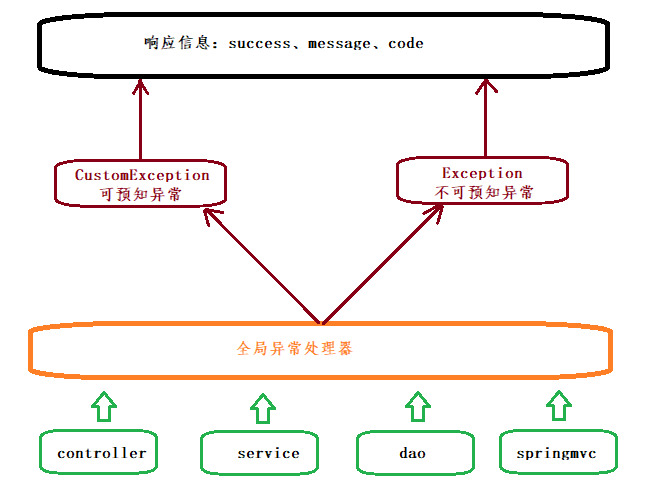 响应信息：success、message、code
CustomException
可预知异常
Exception
不可预知异常
全局异常处理器
controller
service
dao
springmvc